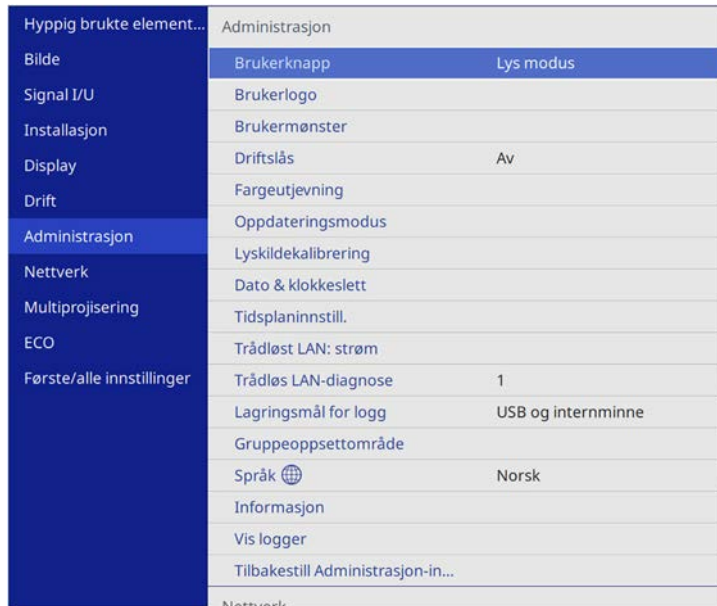 Hyppig brukte element...
Bilde
Signal I/U
Installasjon
Display
Drift
Administrasjon
Nettverk
Multiprojisering
ECO
Første/alle innstillinger
Administrasjon
Brukerknapp Lys modus
Brukerlogo
Brukermønster
Driftslås Av
Fargeutjevning
Oppdateringsmodus
Lyskildekalibrering
Dato & klokkeslett
Tidsplaninnstill.
Trådløst LAN: strøm
Trådløs LAN-diagnose 1
Lagringsmål for logg USB og internminne
Gruppeoppsettområde
Språk Norsk
Informasjon
Vis logger
Tilbakestill Administrasjon-in...
Nettverk